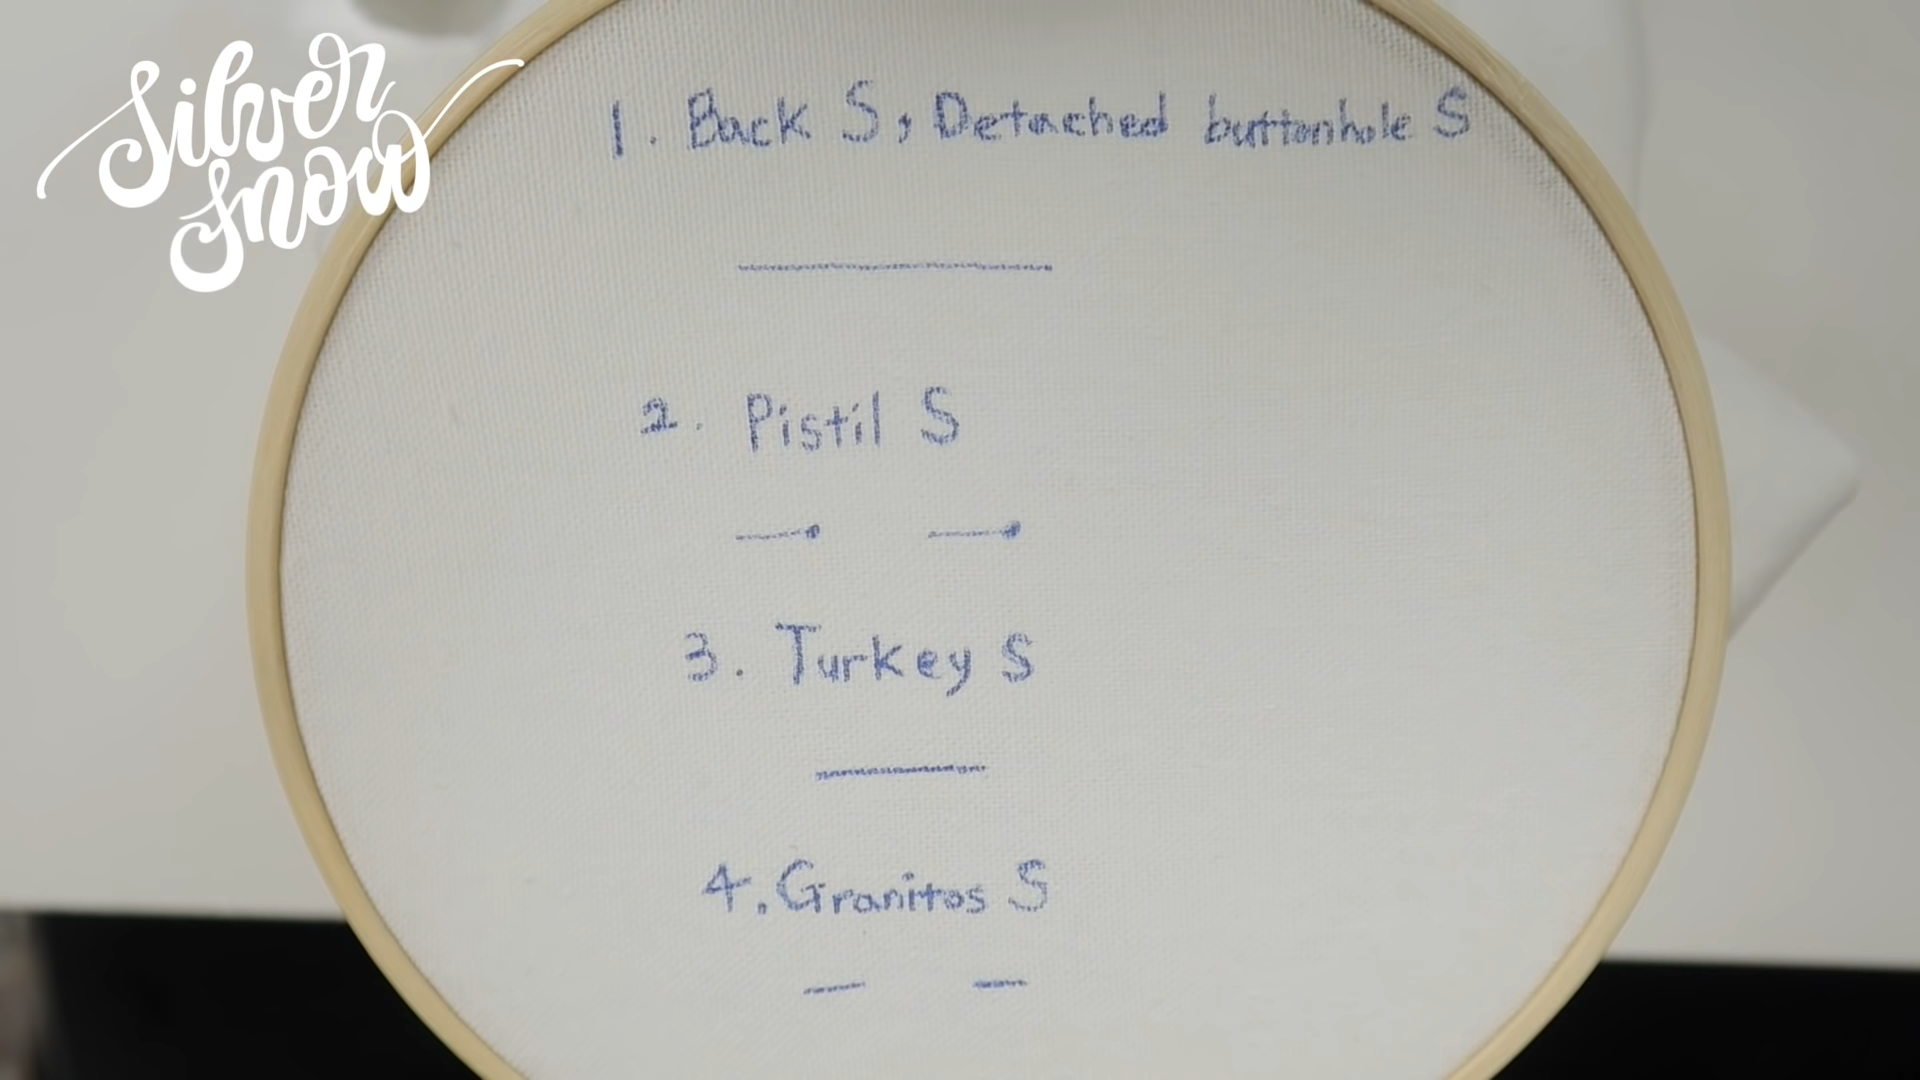 Silver
Snow
1. Back S, Detached buttonhole S
2. Pistil S
3. Turkey S
4. Granitos S